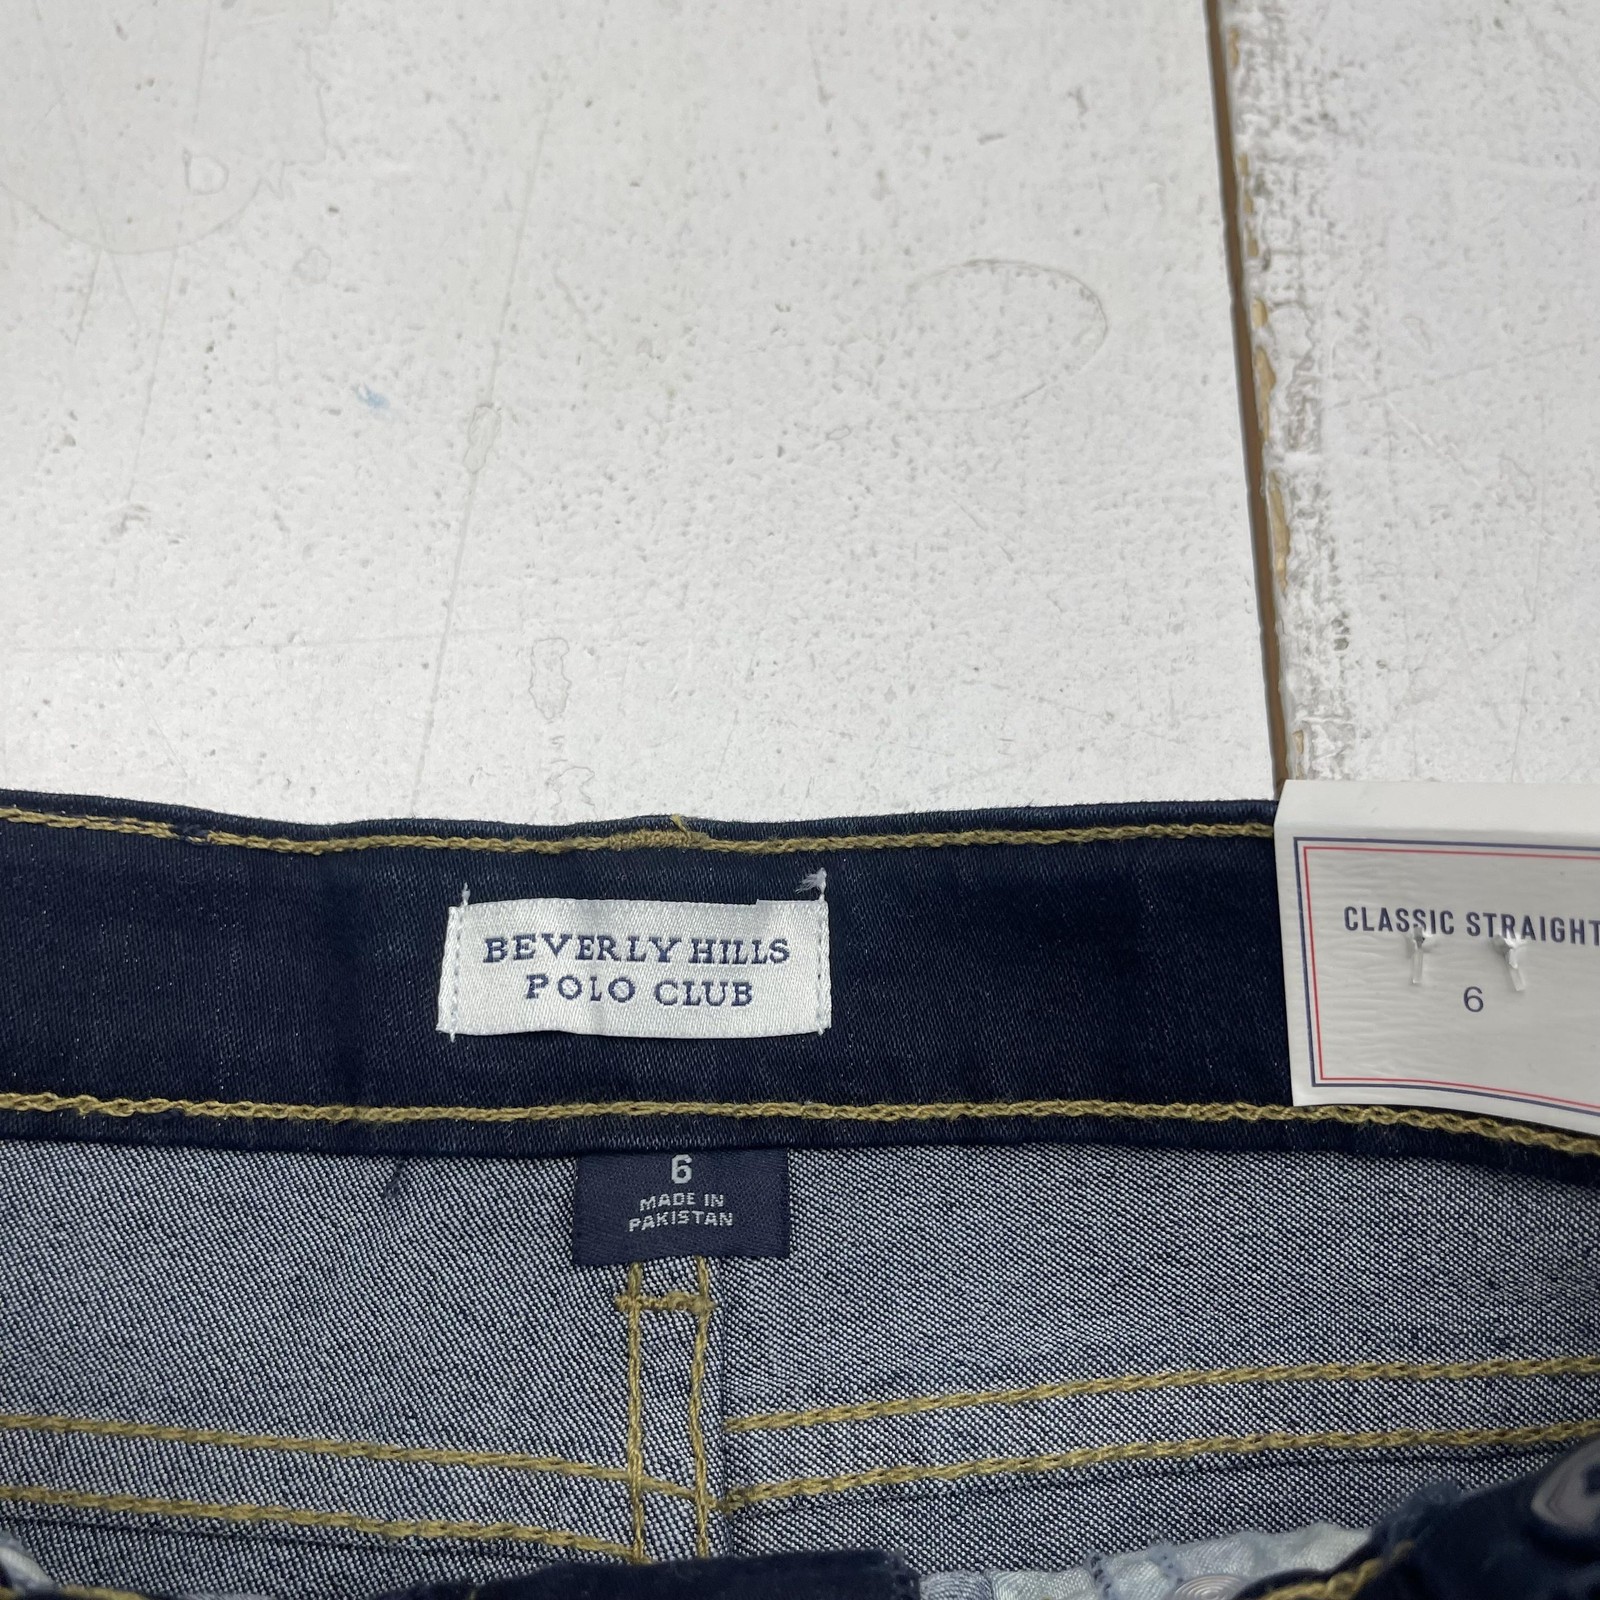 BEVERLY HILLS
POLO CLUB
CLASSIC STRAIGHT
6
6
MADE IN
PAKISTAN